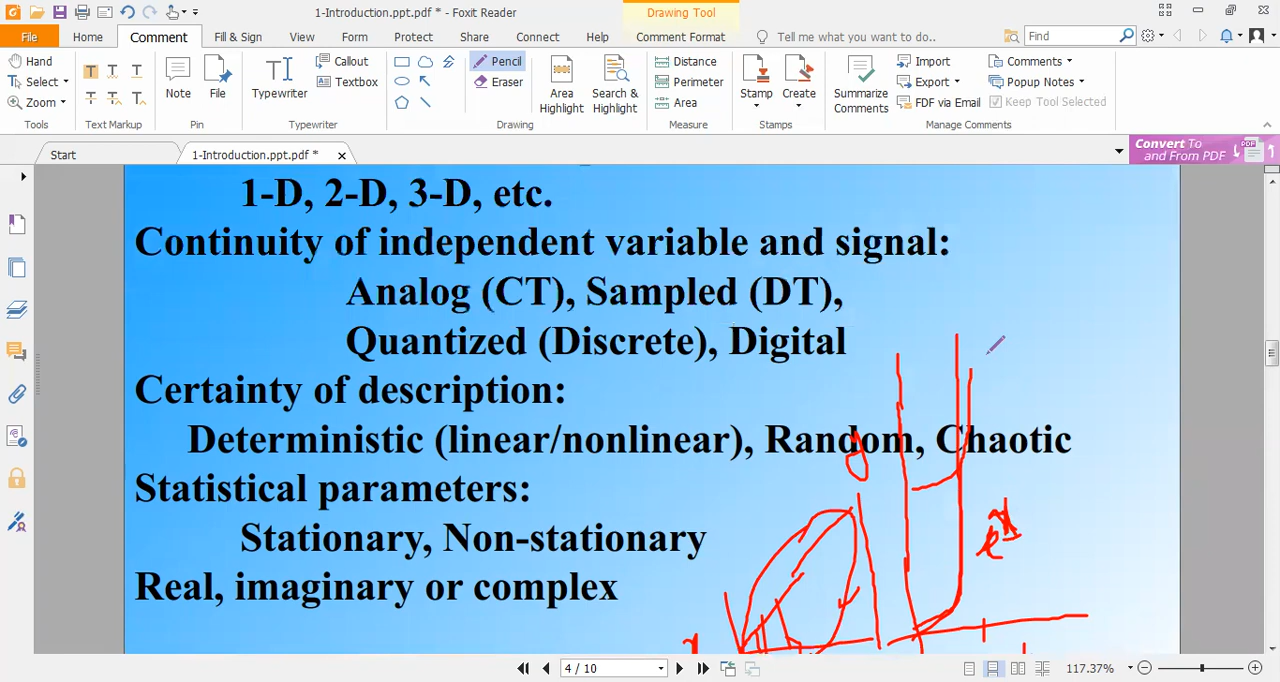 1-Introduction.ppt.pdf * - Foxit Reader
Drawing Tool
File Home Comment Fill & Sign View Form Protect Share Connect Help Comment Format Tell me what you want to do.. Find
Hand Select Zoom Tools
T T T T T T Text Markup
Note File Pin
Typewriter Callout Textbox Typewriter
Pencil Eraser Area Highlight Search & Highlight Drawing
Distance Perimeter Area Measure
Stamp Create Stamps
Summarize Comments Import Export FDF via Email Comments Popup Notes Keep Tool Selected Manage Comments
Start 1-Introduction.ppt.pdf * Convert To and From PDF
1-D, 2-D, 3-D, etc.
Continuity of independent variable and signal:
Analog (CT), Sampled (DT),
Quantized (Discrete), Digital
Certainty of description:
Deterministic (linear/nonlinear), Random, Chaotic
Statistical parameters:
Stationary, Non-stationary
Real, imaginary or complex
4 / 10 117.37%